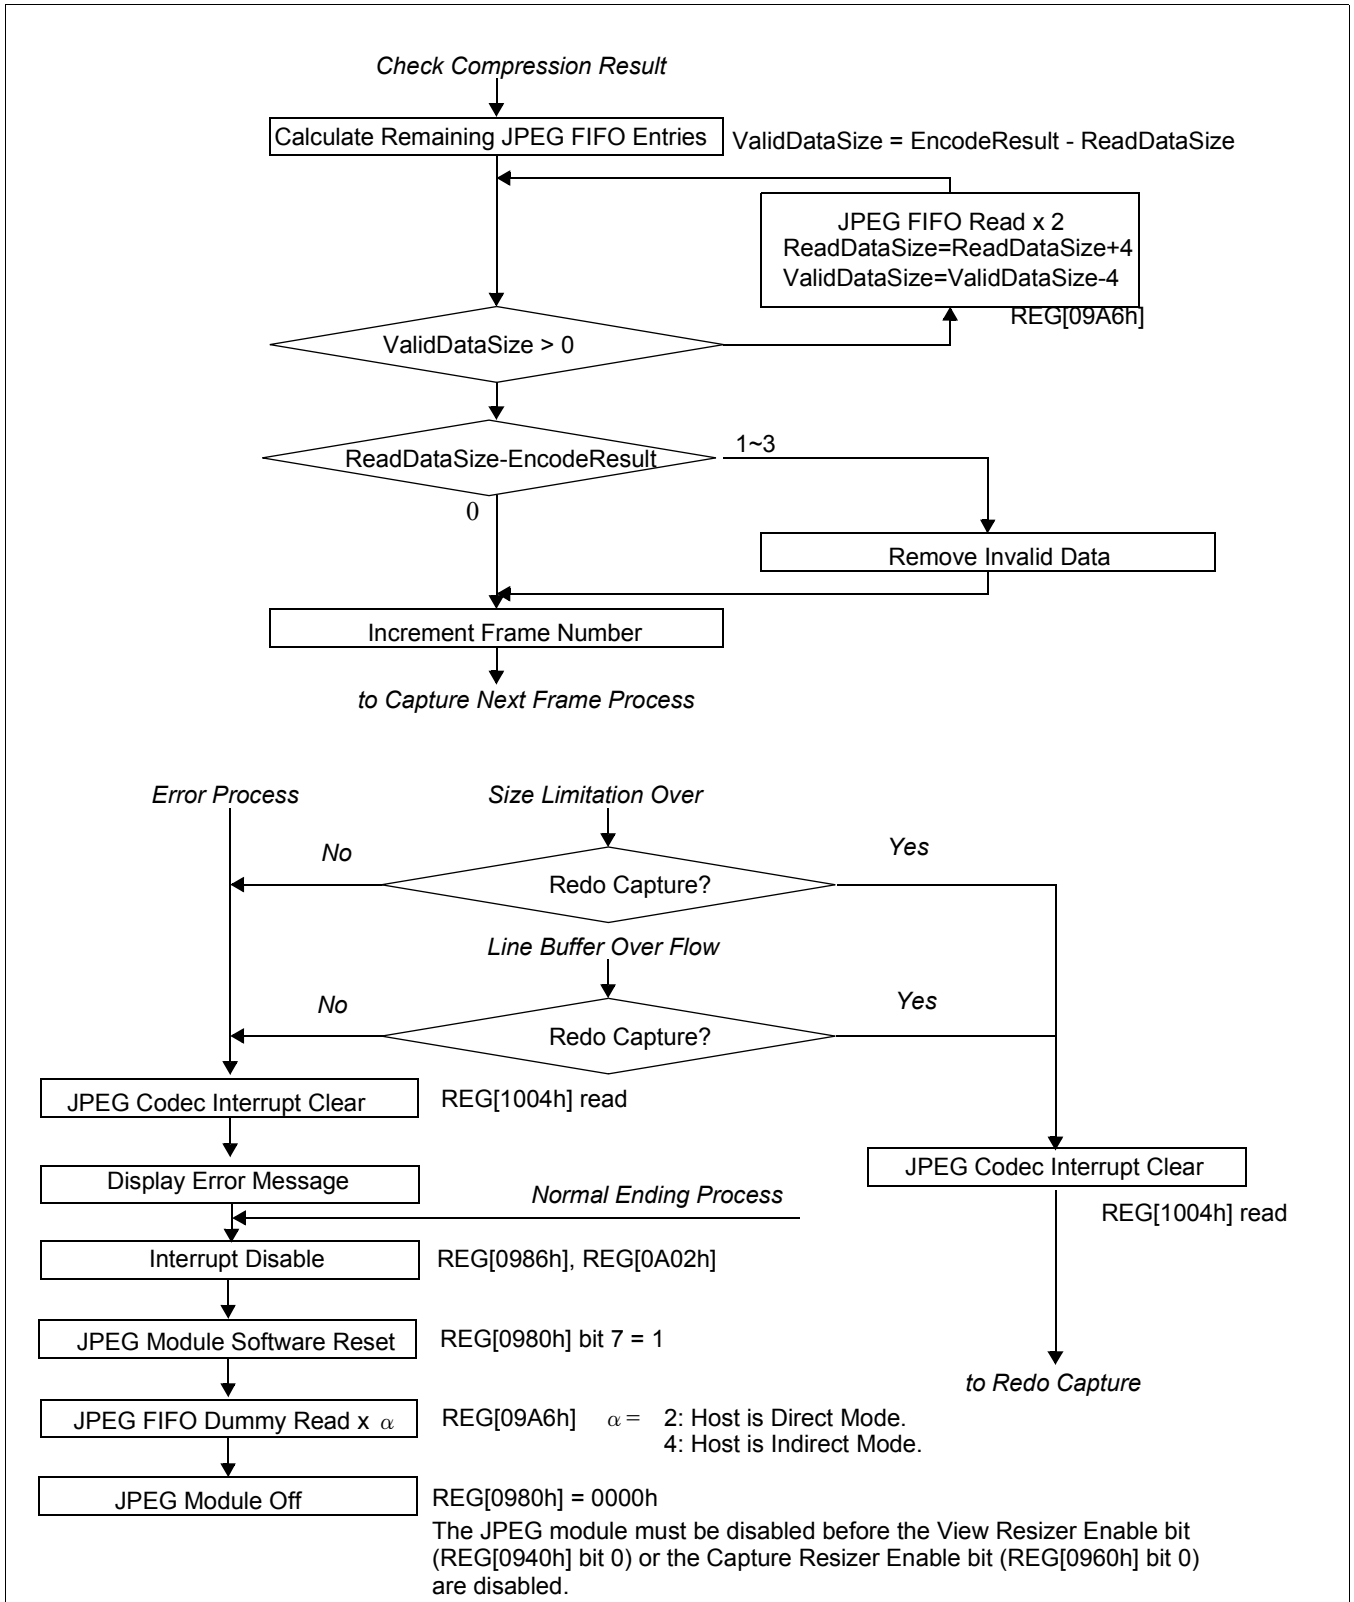 Check Compression Result
Calculate Remaining JPEG FIFO Entries
ValidDataSize = EncodeResult - ReadDataSize
JPEG FIFO Read x 2
ReadDataSize=ReadDataSize+4
ValidDataSize=ValidDataSize-4
REG[09A6h]
ValidDataSize > 0
ReadDataSize-EncodeResult
1~3
0
Remove Invalid Data
Increment Frame Number
to Capture Next Frame Process
Error Process
Size Limitation Over
No
Redo Capture?
Yes
Line Buffer Over Flow
No
Redo Capture?
Yes
JPEG Codec Interrupt Clear
REG[1004h] read
JPEG Codec Interrupt Clear
REG[1004h] read
Display Error Message
Normal Ending Process
Interrupt Disable
REG[0986h], REG[0A02h]
JPEG Module Software Reset
REG[0980h] bit 7 = 1
to Redo Capture
JPEG FIFO Dummy Read x α
REG[09A6h] α = 2: Host is Direct Mode.
4: Host is Indirect Mode.
JPEG Module Off
REG[0980h] = 0000h
The JPEG module must be disabled before the View Resizer Enable bit
(REG[0940h] bit 0) or the Capture Resizer Enable bit (REG[0960h] bit 0)
are disabled.